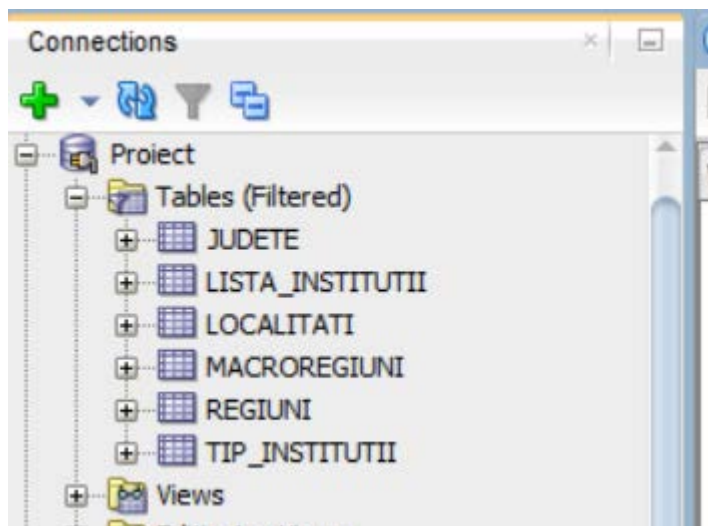 Connections
Proiect
Tables (Filtered)
JUDETE
LISTA_INSTITUTII
LOCALITATI
MACROREGIUNI
REGIUNI
TIP_INSTITUTII
Views